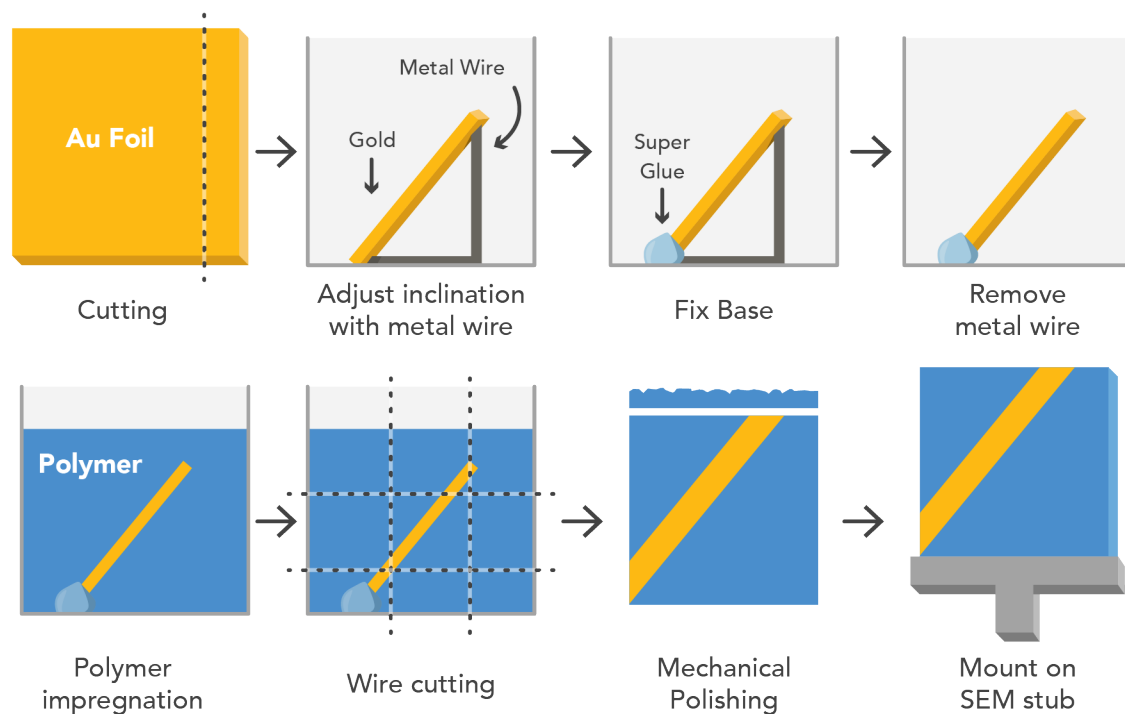 Au Foil
Cutting
Metal Wire
Gold
Adjust inclination
with metal wire
Super
Glue
Fix Base
Remove
metal wire
Polymer
Polymer
impregnation
Wire cutting
Mechanical
Polishing
Mount on
SEM stub